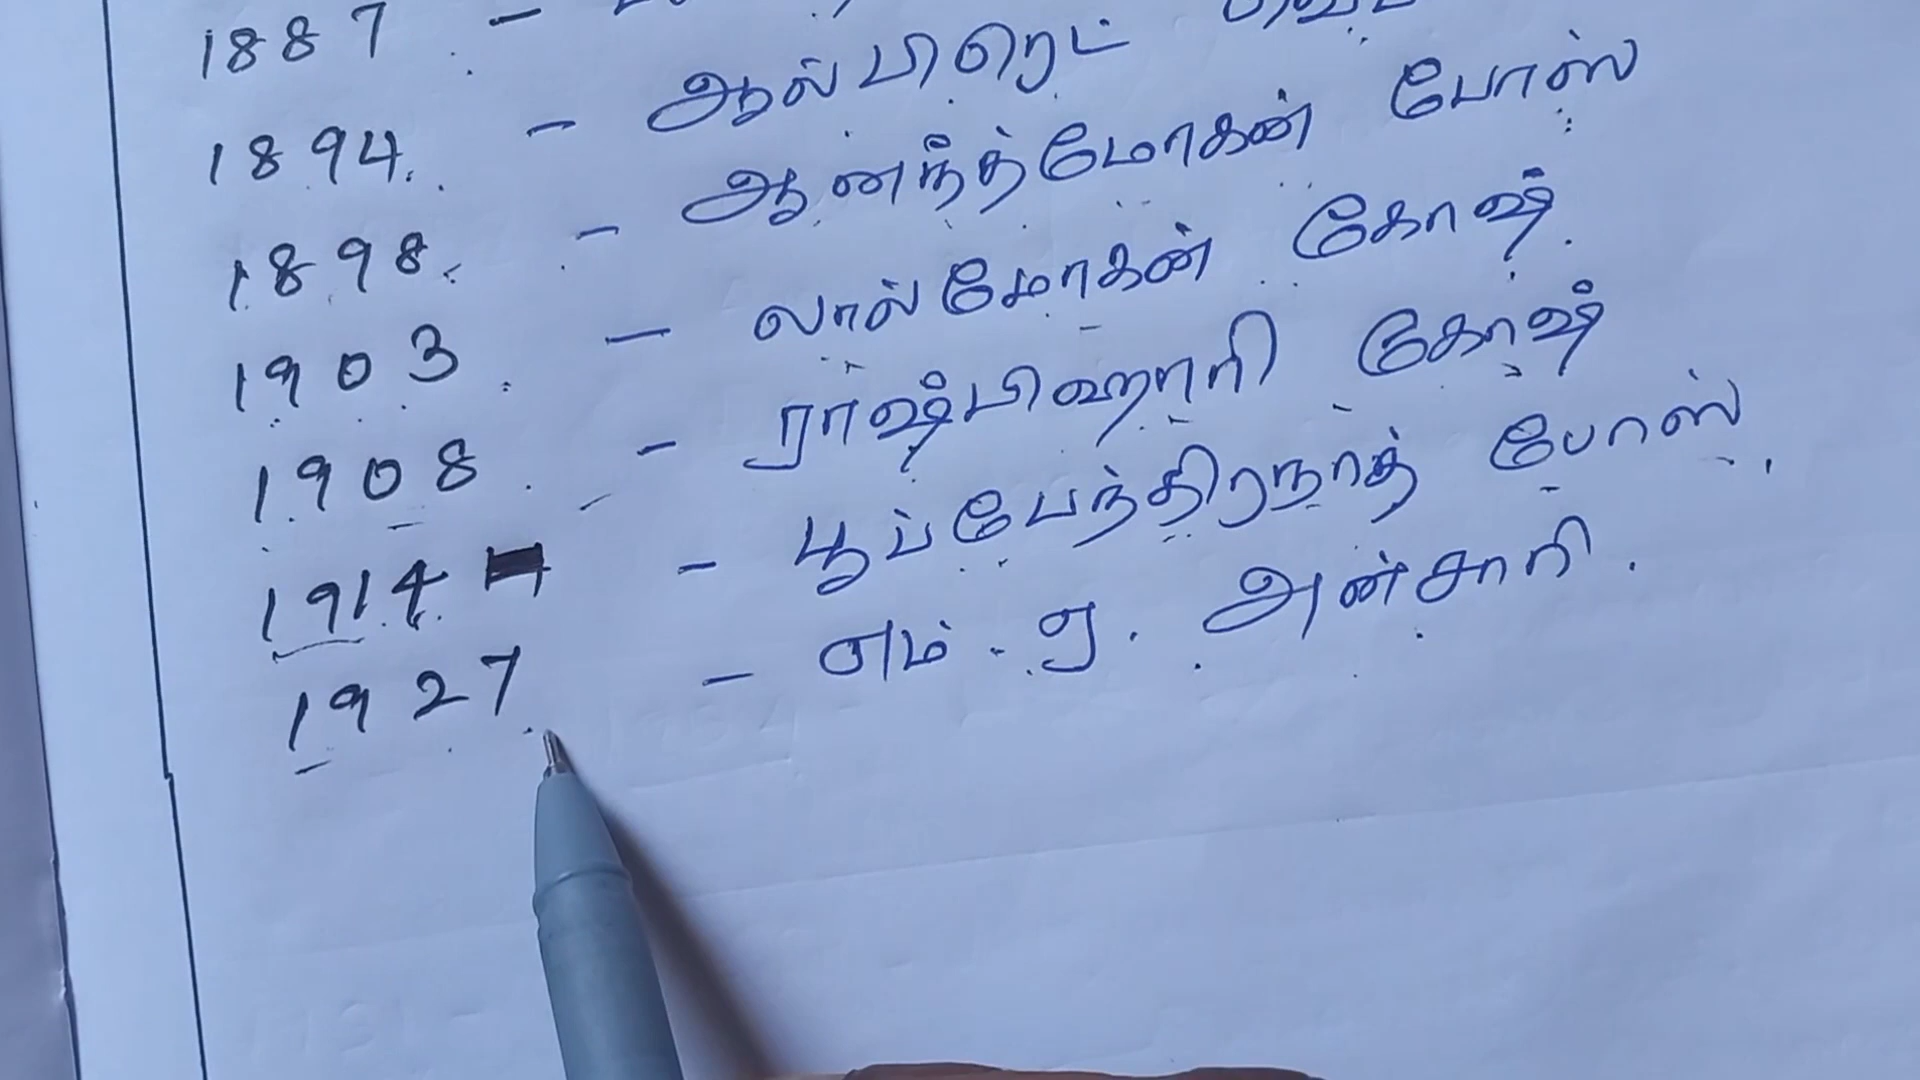 1887 -
1894. - ஆல்பிரெட்
1898. - ஆனந்த்மோகன் போஸ்
1903. - லால்மோகன் கோஷ்.
1908. - ராஷ்பிஹாரி கோஷ்
1914 - பூப்பேந்திரநாத் போஸ்
1927 - எம். ஏ. அன்சாரி.